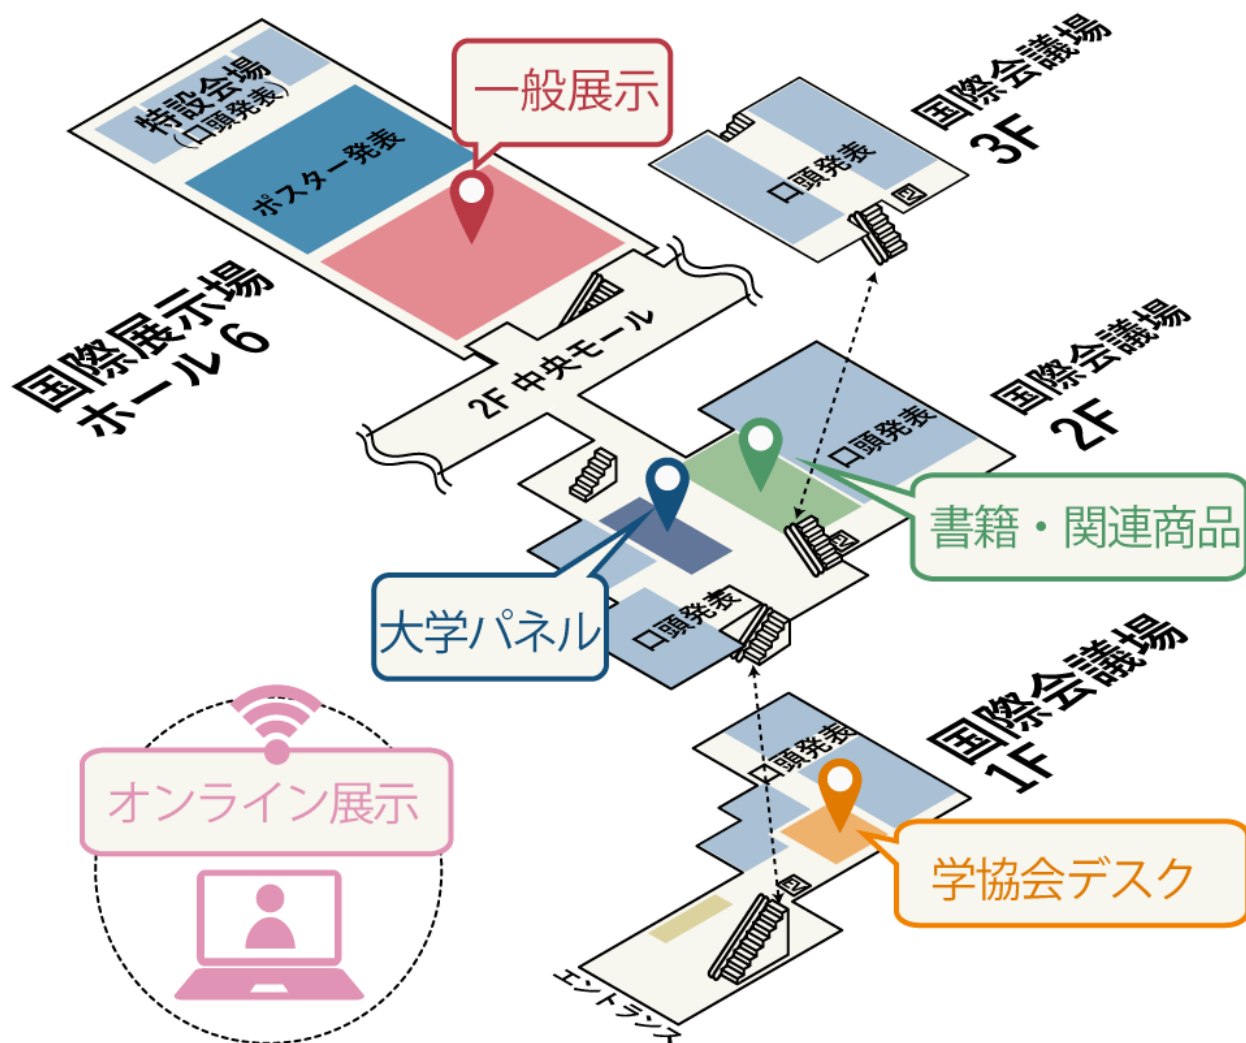 特設会場
(口頭発表)
ポスター発表
一般展示
国際展示場
ホール 6
2F 中央モール
国際会議場
3F
口頭発表
EV
国際会議場
2F
口頭発表
書籍・関連商品
EV
大学パネル
口頭発表
国際会議場
1F
口頭発表
学協会デスク
EV
エントランス
オンライン展示